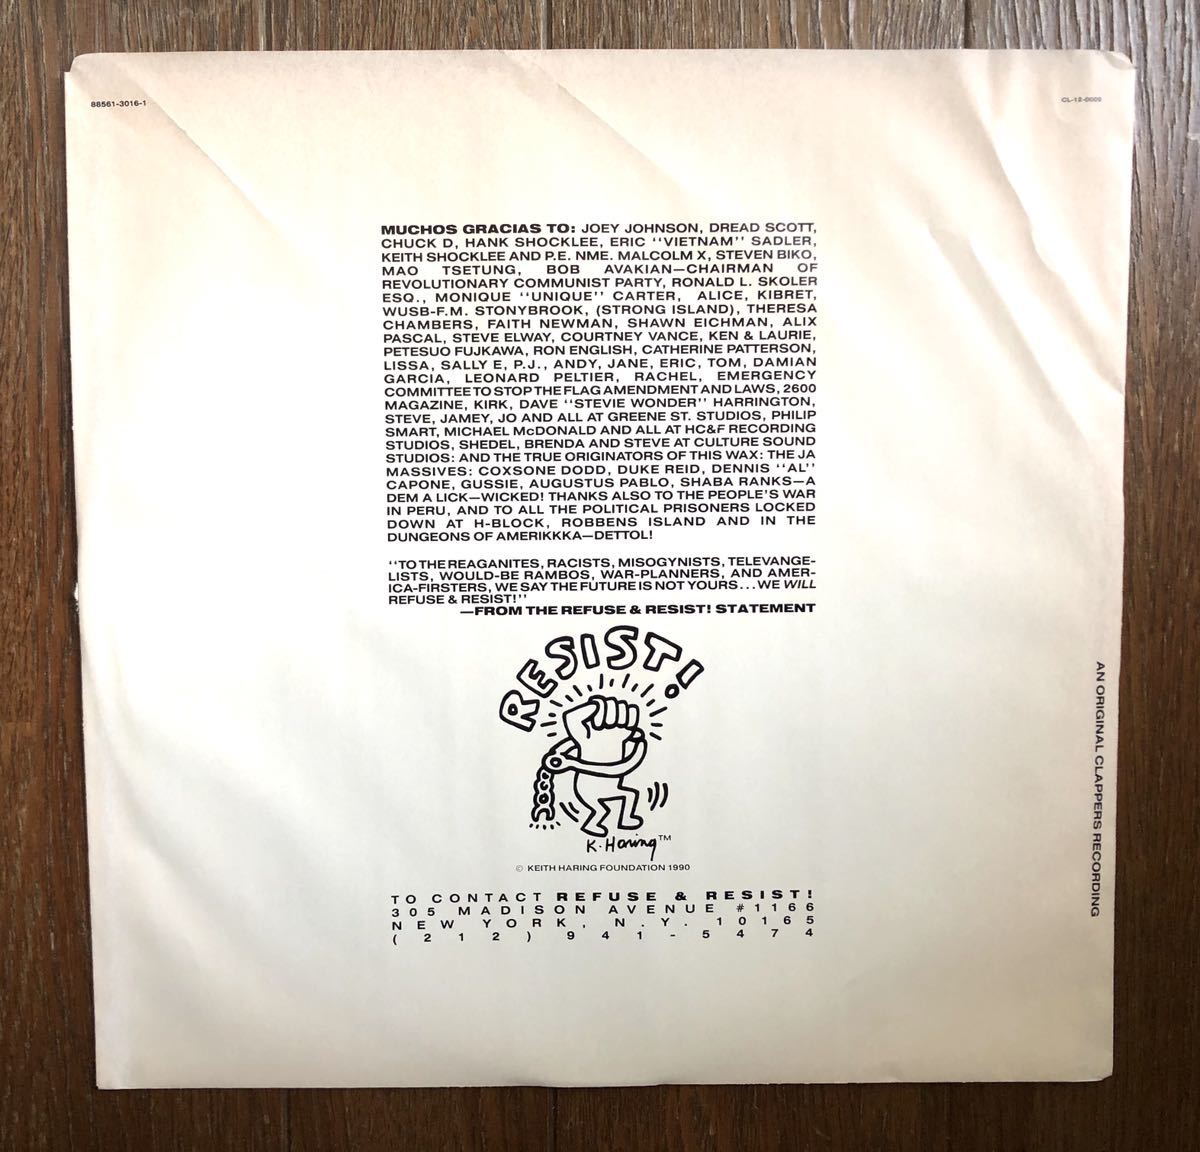 88561-3016-1
CL-12-0009
MUCHOS GRACIAS TO: JOEY JOHNSON, DREAD SCOTT,
CHUCK D, HANK SHOCKLEE, ERIC "VIETNAM" SADLER,
KEITH SHOCKLEE AND P.E. NME. MALCOLM X, STEVEN BIKO,
MAO TSETUNG, BOB AVAKIAN—CHAIRMAN OF
REVOLUTIONARY COMMUNIST PARTY, RONALD L. SKOLER
ESQ., MONIQUE "UNIQUE" CARTER, ALICE, KIBRET,
WUSB-F.M. STONYBROOK, (STRONG ISLAND), THERESA
CHAMBERS, FAITH NEWMAN, SHAWN EICHMAN, ALIX
PASCAL, STEVE ELWAY, COURTNEY VANCE, KEN & LAURIE,
PETESUO FUJKAWA, RON ENGLISH, CATHERINE PATTERSON,
LISSA, SALLY E, P.J., ANDY, JANE, ERIC, TOM, DAMIAN
GARCIA, LEONARD PELTIER, RACHEL, EMERGENCY
COMMITTEE TO STOP THE FLAG AMENDMENT AND LAWS, 2600
MAGAZINE, KIRK, DAVE "STEVIE WONDER" HARRINGTON,
STEVE, JAMEY, JO AND ALL AT GREENE ST. STUDIOS, PHILIP
SMART, MICHAEL McDONALD AND ALL AT HC&F RECORDING
STUDIOS, SHEDEL, BRENDA AND STEVE AT CULTURE SOUND
STUDIOS: AND THE TRUE ORIGINATORS OF THIS WAX: THE JA
MASSIVES: COXSONE DODD, DUKE REID, DENNIS "AL"
CAPONE, GUSSIE, AUGUSTUS PABLO, SHABA RANKS—A
DEM A LICK—WICKED! THANKS ALSO TO THE PEOPLE'S WAR
IN PERU, AND TO ALL THE POLITICAL PRISONERS LOCKED
DOWN AT H-BLOCK, ROBBENS ISLAND AND IN THE
DUNGEONS OF AMERIKKKA—DETTOL!
"TO THE REAGANITES, RACISTS, MISOGYNISTS, TELEVANGE-
LISTS, WOULD-BE RAMBOS, WAR-PLANNERS, AND AMER-
ICA-FIRSTERS, WE SAY THE FUTURE IS NOT YOURS...WE WILL
REFUSE & RESIST!"
—FROM THE REFUSE & RESIST! STATEMENT
RESIST!
K. Haring™
© KEITH HARING FOUNDATION 1990
TO CONTACT REFUSE & RESIST!
305 MADISON AVENUE #1166
NEW YORK, N.Y. 10165
(212) 941-5474
AN ORIGINAL CLAPPERS RECORDING